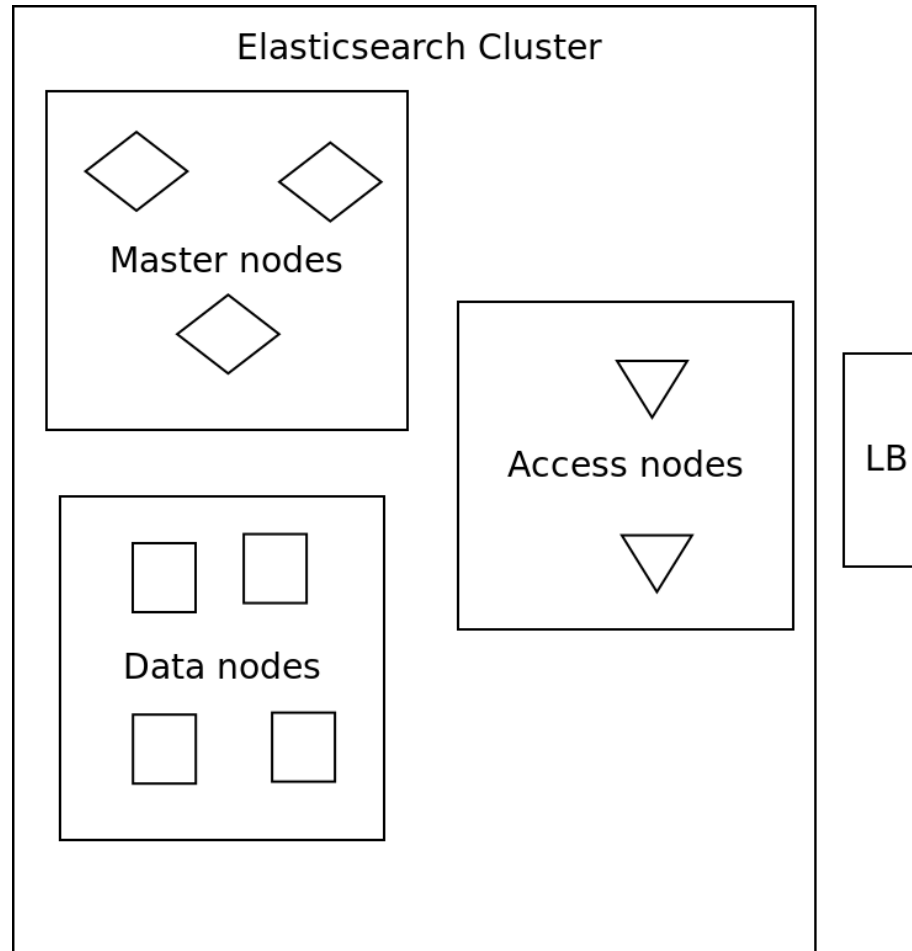 Elasticsearch Cluster
Master nodes
Access nodes
LB
Data nodes